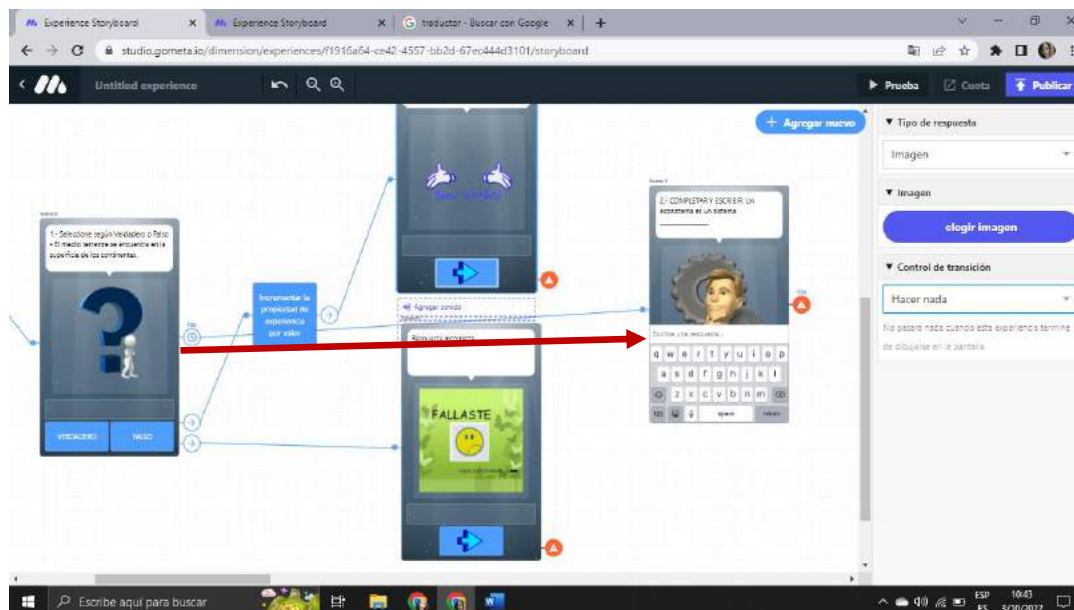 Experience Storyboard
Experience Storyboard
traductor - Buscar con Google
studio.gometa.io/dimension/experiences/f1916a64-ce42-4557-bb2d-67ec444d3101/storyboard
Untitled experience
Prueba
Cuota
Publicar
Agregar nuevo
Tipo de respuesta
Imagen
Imagen
elegir imagen
Control de transición
Hacer nada
No pasará nada cuando esta experiencia termine
de dibujarse en la pantalla.
1.- Seleccione según Verdadero o Falso
• El medio terrestre se encuentra en la
superficie de los continentes.
VERDADERO
FALSO
Incrementar la
propiedad de
experiencia
por valor
Agregar sonido
Respuesta incorrecta
FALLASTE
2.- COMPLETAR Y ESCRIBIR: UN
ecosistema es un sistema
Escribe una respuesta...
q w e r t y u i o p
a s d f g h j k l
z x c v b n m
space
return
Escribe aquí para buscar
ESP
ES
10:43
3/10/2022